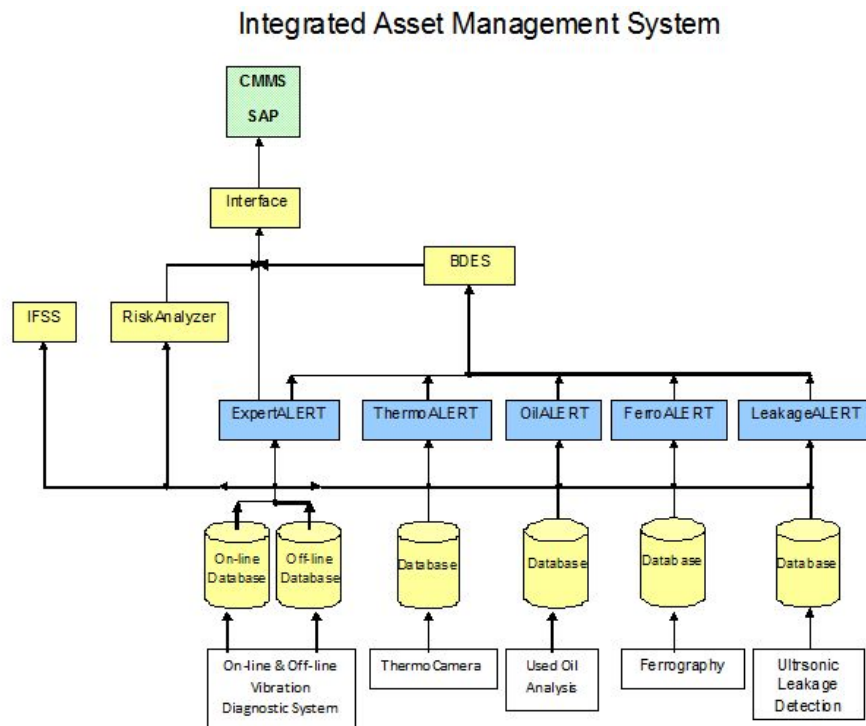 Integrated Asset Management System
CMMS
SAP
Interface
BDES
IFSS
RiskAnalyzer
ExpertALERT
ThermoALERT
OilALERT
FerroALERT
LeakageALERT
On-line
Database
Off-line
Database
Database
Database
Database
Database
On-line & Off-line
Vibration
Diagnostic System
ThermoCamera
Used Oil
Analysis
Ferrography
Ultrsonic
Leakage
Detection